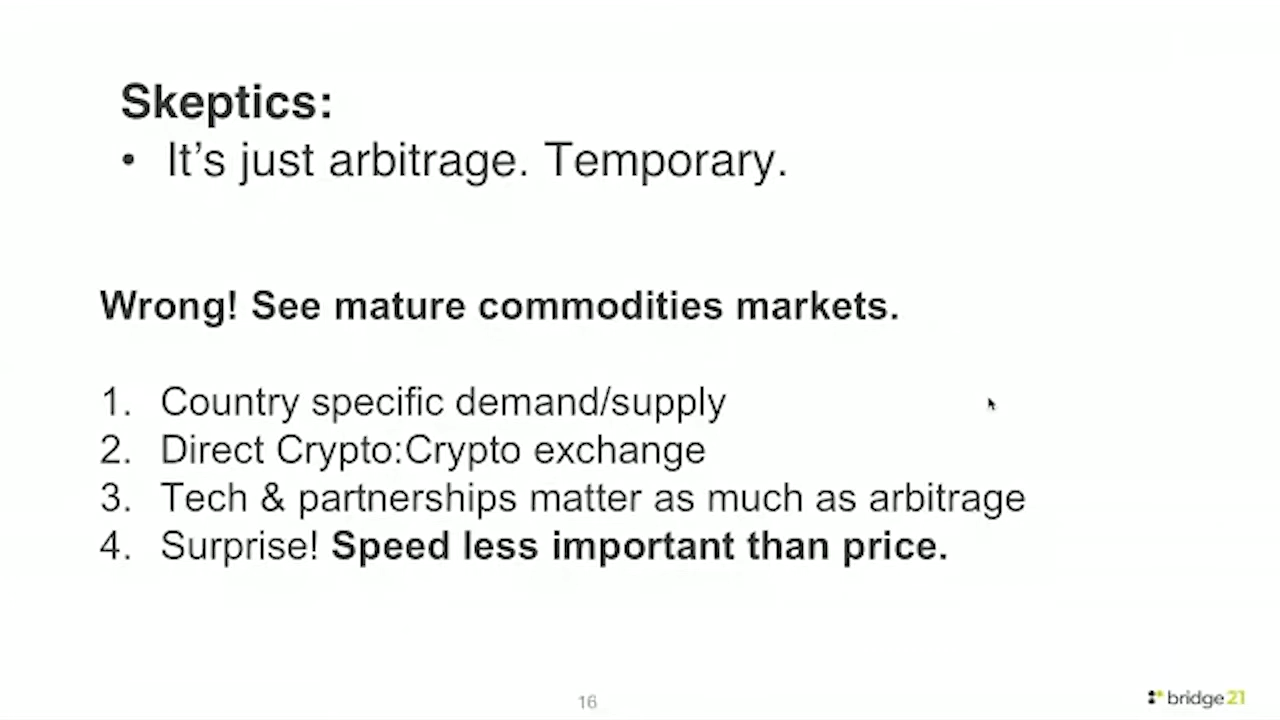 Skeptics:
• It's just arbitrage. Temporary.
Wrong! See mature commodities markets.
1. Country specific demand/supply
2. Direct Crypto:Crypto exchange
3. Tech & partnerships matter as much as arbitrage
4. Surprise! Speed less important than price.
16
bridge21